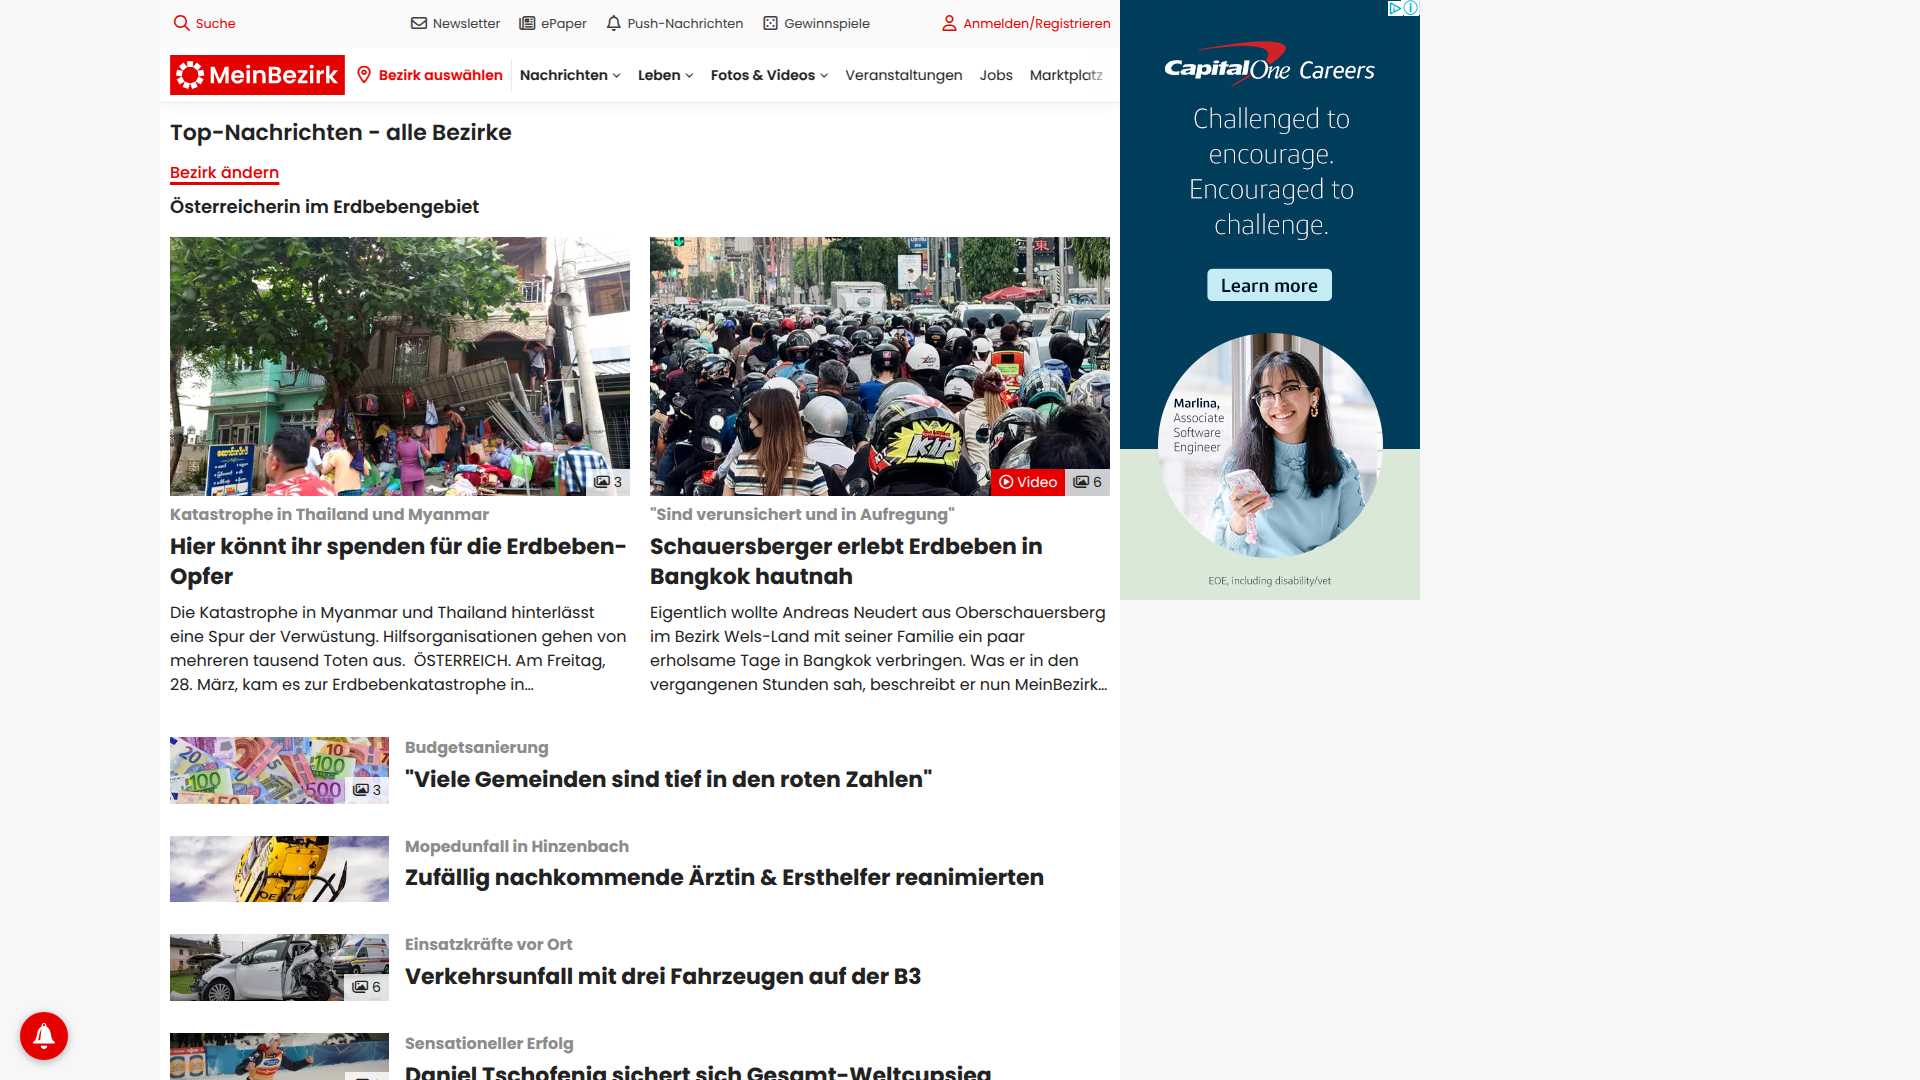 Suche
Newsletter
ePaper
Push-Nachrichten
Gewinnspiele
Anmelden/Registrieren
MeinBezirk
Bezirk auswählen
Nachrichten
Leben
Fotos & Videos
Veranstaltungen
Jobs
Marktplatz
Top-Nachrichten - alle Bezirke
Bezirk ändern
Österreicherin im Erdbebengebiet
3
Katastrophe in Thailand und Myanmar
Hier könnt ihr spenden für die Erdbeben-
Opfer
Die Katastrophe in Myanmar und Thailand hinterlässt
eine Spur der Verwüstung. Hilfsorganisationen gehen von
mehreren tausend Toten aus.  ÖSTERREICH. Am Freitag,
28. März, kam es zur Erdbebenkatastrophe in...
KiP
Video
6
"Sind verunsichert und in Aufregung"
Schauersberger erlebt Erdbeben in
Bangkok hautnah
Eigentlich wollte Andreas Neudert aus Oberschauersberg
im Bezirk Wels-Land mit seiner Familie ein paar
erholsame Tage in Bangkok verbringen. Was er in den
vergangenen Stunden sah, beschreibt er nun MeinBezirk...
3
Budgetsanierung
"Viele Gemeinden sind tief in den roten Zahlen"
Mopedunfall in Hinzenbach
Zufällig nachkommende Ärztin & Ersthelfer reanimierten
6
Einsatzkräfte vor Ort
Verkehrsunfall mit drei Fahrzeugen auf der B3
Sensationeller Erfolg
Daniel Tschofenig sichert sich Gesamt-Weltcupsieg
Capital One Careers
Challenged to
encourage.
Encouraged to
challenge.
Learn more
Marlina,
Associate
Software
Engineer
EOE, including disability/vet